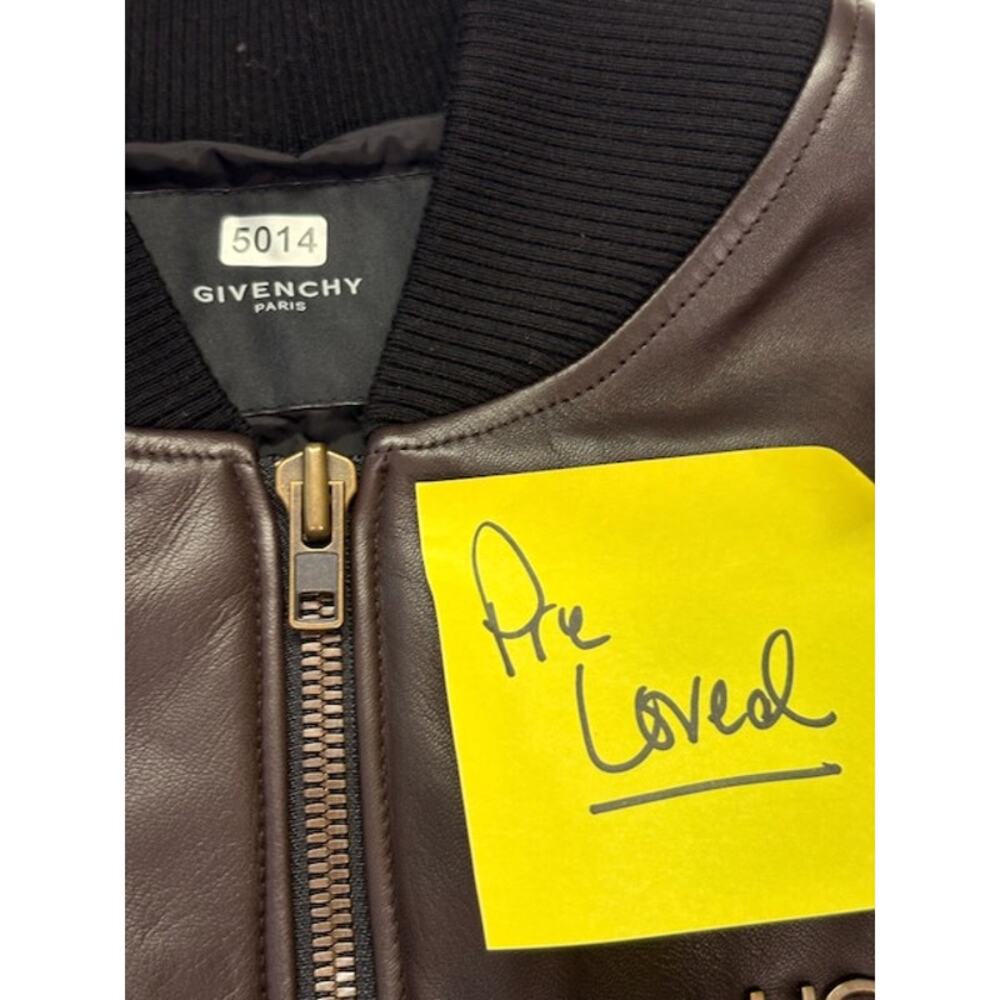 5014
GIVENCHY
PARIS
Pre
Loved